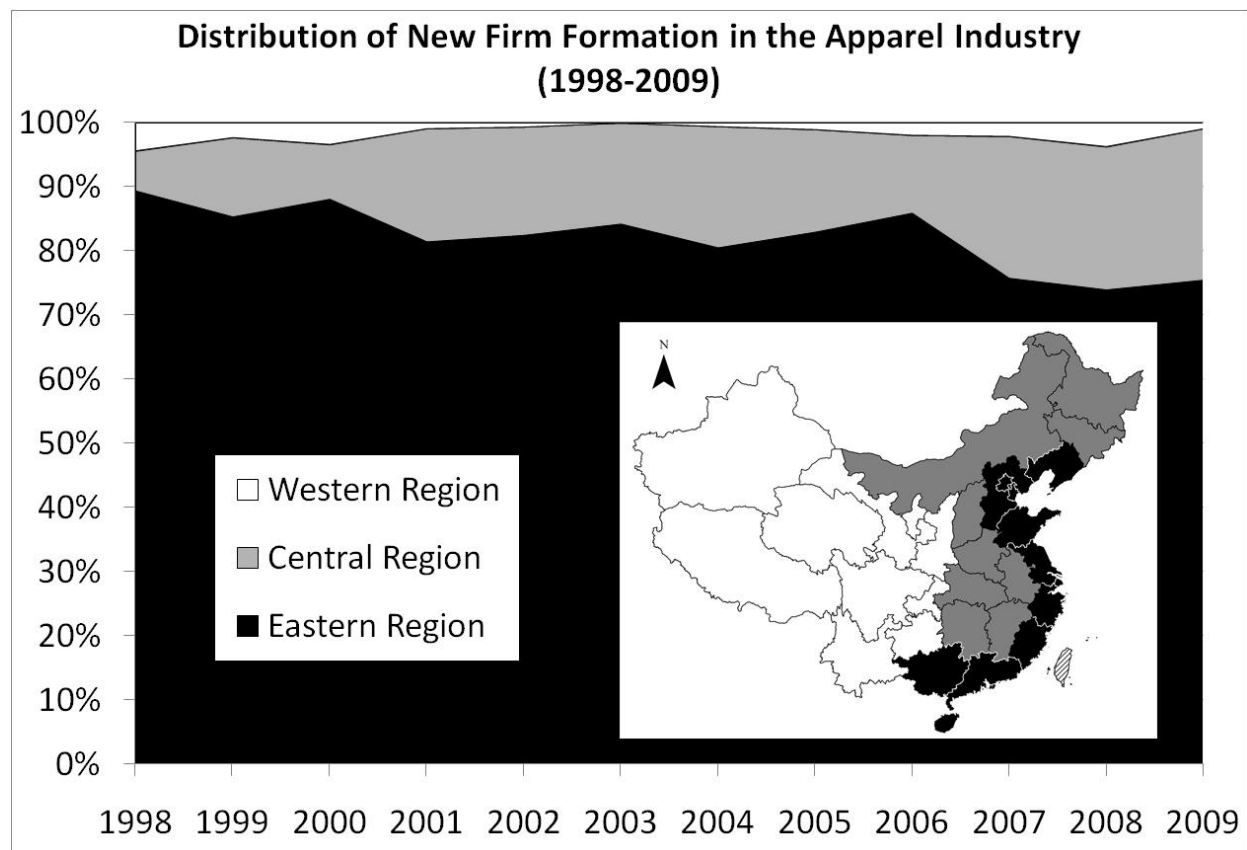 Distribution of New Firm Formation in the Apparel Industry
(1998-2009)
100%
90%
80%
70%
60%
50%
40%
30%
20%
10%
0%
N
Western Region
Central Region
Eastern Region
1998 1999 2000 2001 2002 2003 2004 2005 2006 2007 2008 2009